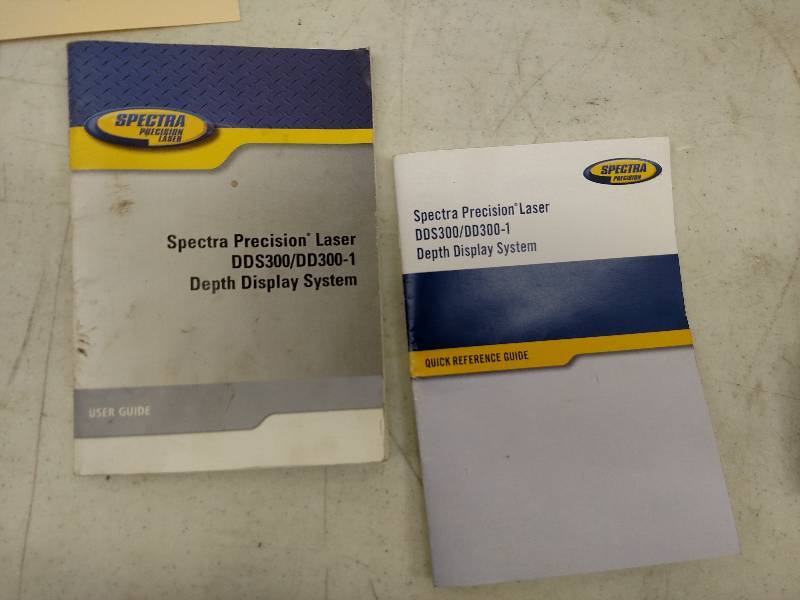 SPECTRA
PRECISION
LASER
Spectra Precision® Laser
DDS300/DD300-1
Depth Display System
USER GUIDE
SPECTRA
PRECISION
Spectra Precision® Laser
DDS300/DD300-1
Depth Display System
QUICK REFERENCE GUIDE